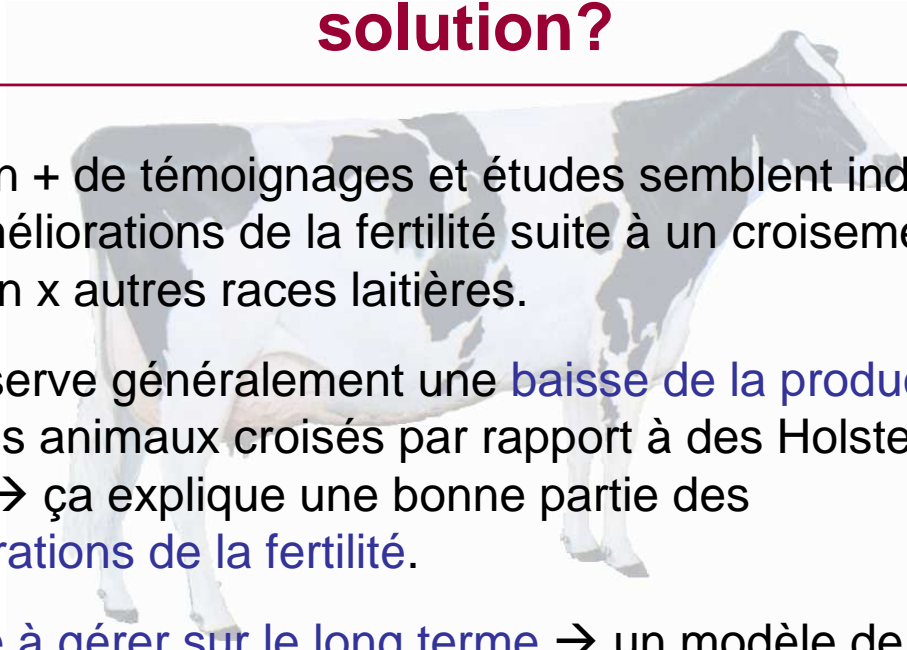 solution?
n + de témoignages et études semblent ind
éliorations de la fertilité suite à un croiseme
n x autres races laitières.
serve généralement une baisse de la produc
s animaux croisés par rapport à des Holste
→ ça explique une bonne partie des
rations de la fertilité.
e à gérer sur le long terme → un modèle de